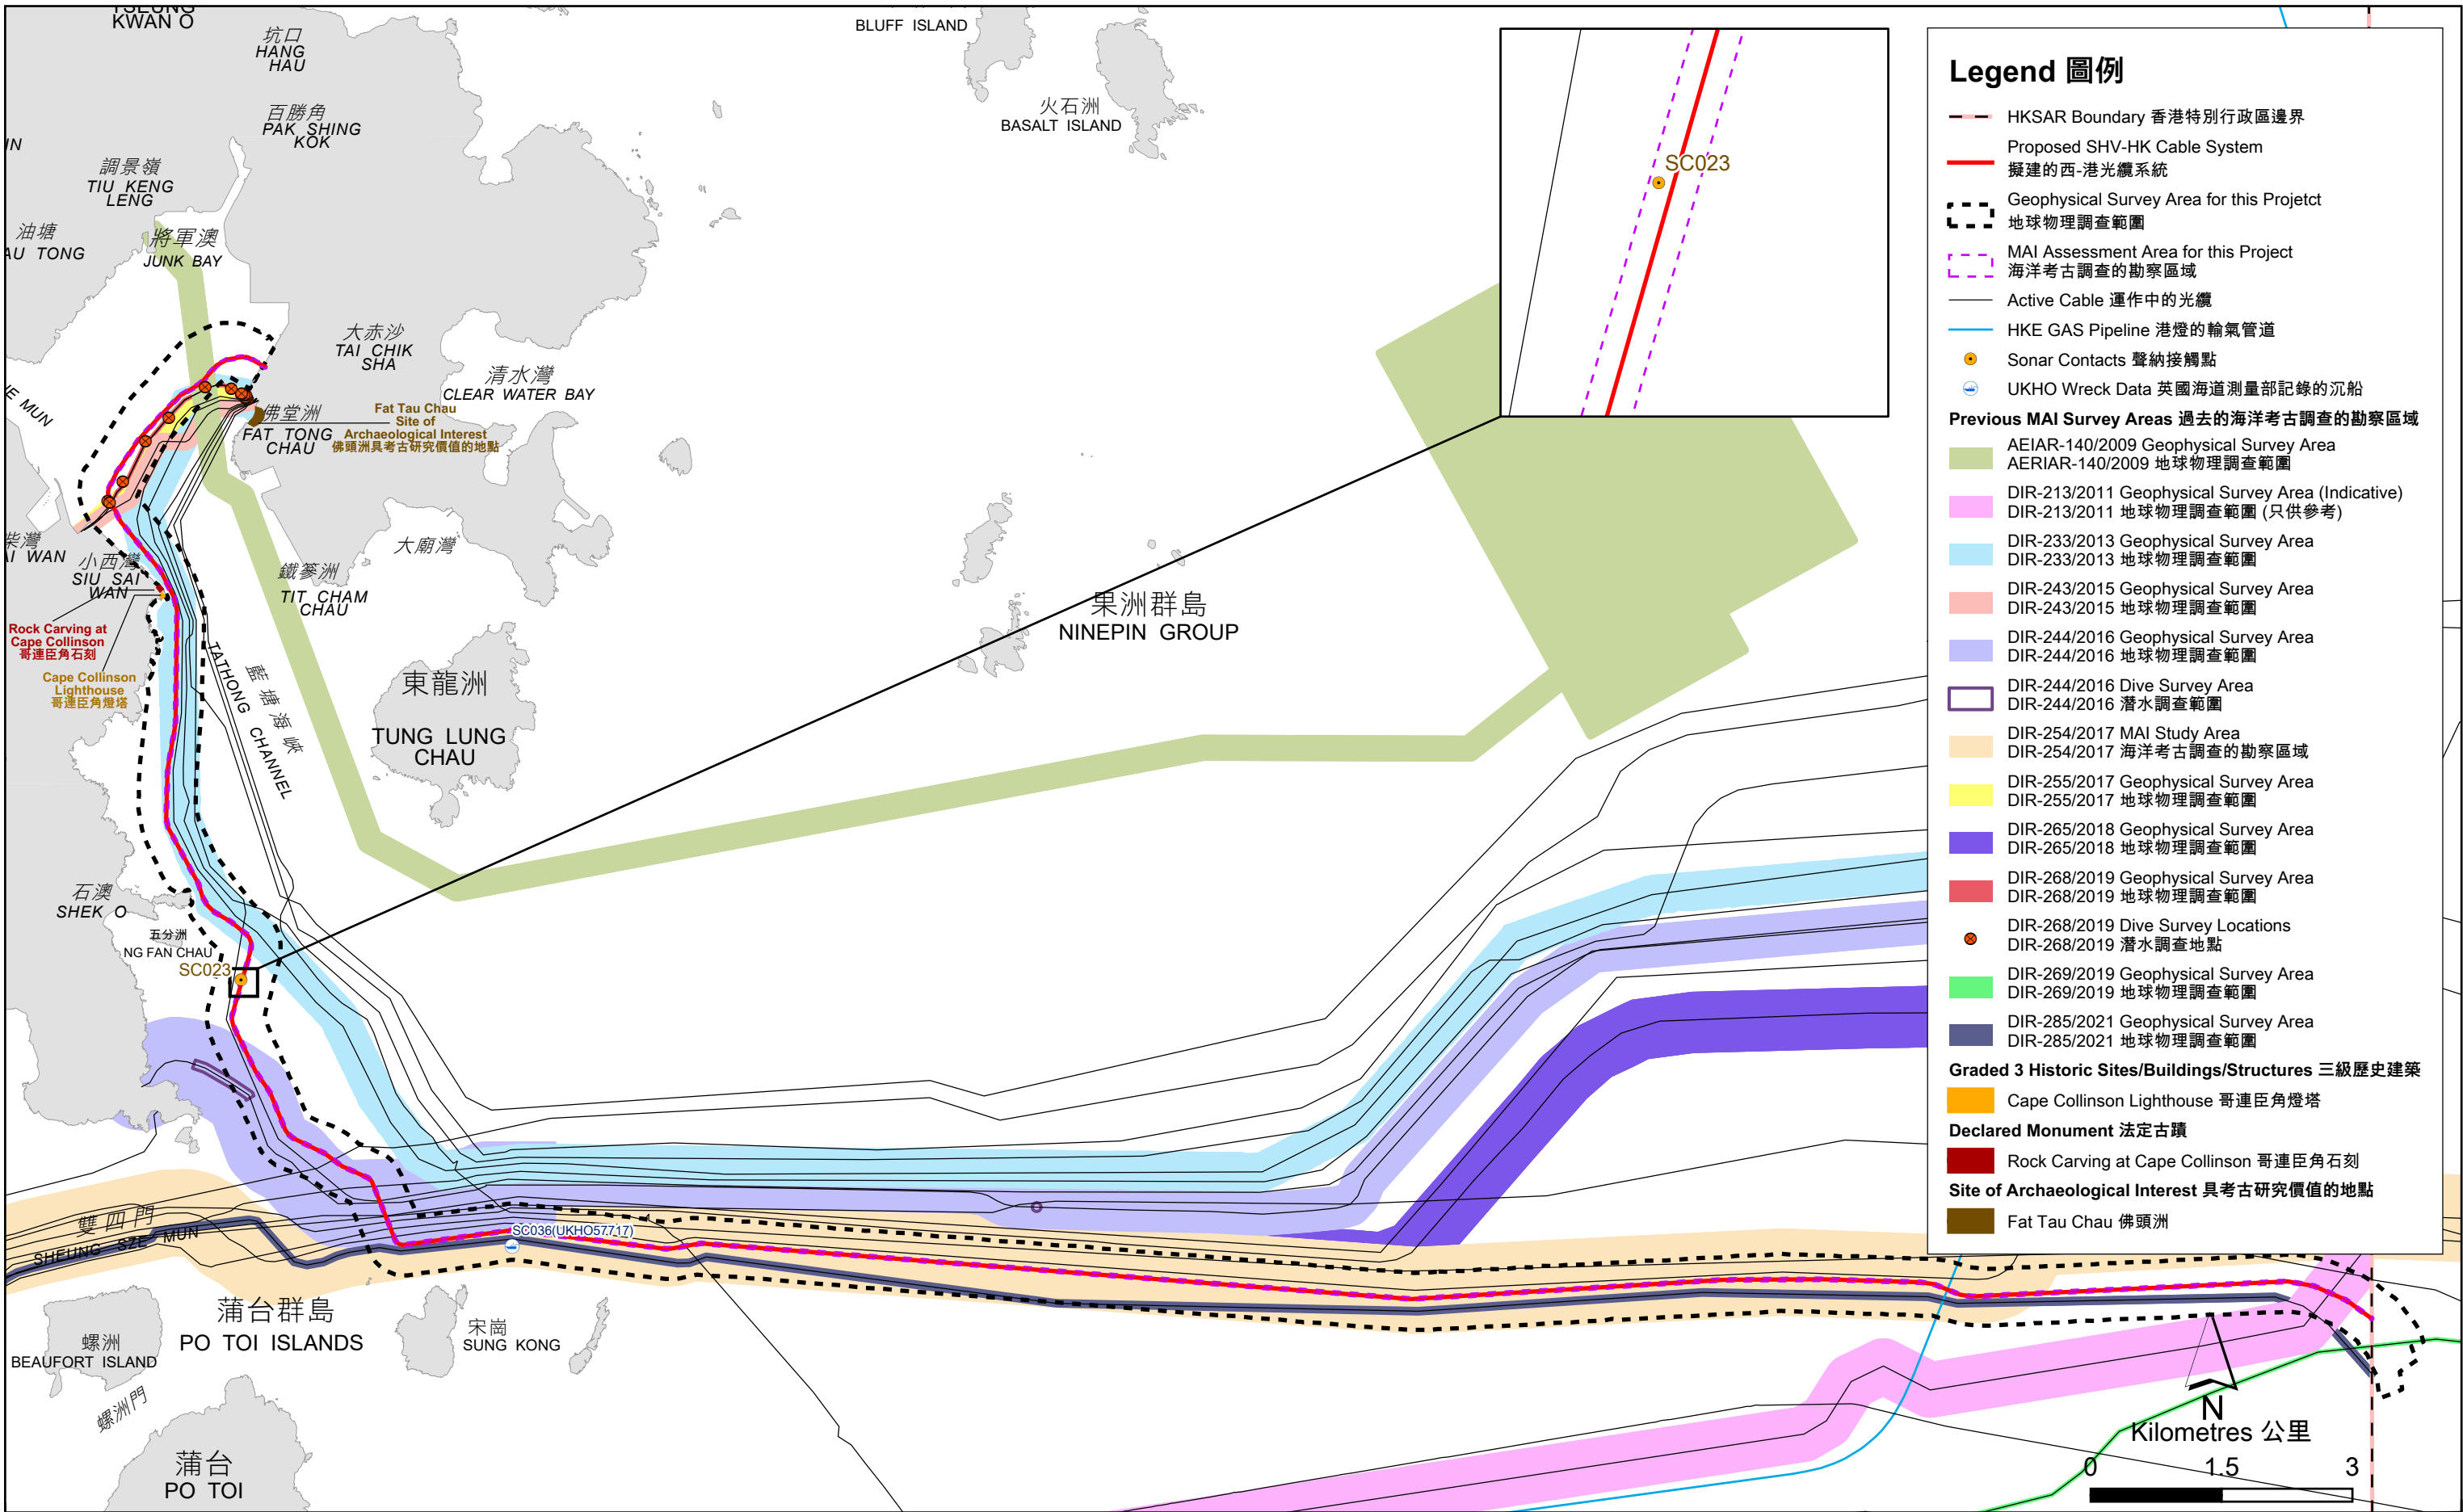 KWAN O
坑口
HANG
HAU
百勝角
PAK SHING
KOK
調景嶺
TIU KENG
LENG
油塘
AU TONG
將軍澳
JUNK BAY
大赤沙
TAI CHIK
SHA
清水灣
CLEAR WATER BAY
佛堂洲
FAT TONG
CHAU
Fat Tau Chau
Site of
Archaeological Interest
佛頭洲具考古研究價值的地點
E MUN
柴灣
AI WAN
小西灣
SIU SAI
WAN
大廟灣
鐵篸洲
TIT CHAM
CHAU
Rock Carving at
Cape Collinson
哥連臣角石刻
Cape Collinson
Lighthouse
哥連臣角燈塔
藍塘海峽
TATHONG CHANNEL
東龍洲
TUNG LUNG
CHAU
BLUFF ISLAND
火石洲
BASALT ISLAND
果洲群島
NINEPIN GROUP
石澳
SHEK O
五分洲
NG FAN CHAU
SC023
SC023
SC036(UKHO57717)
雙四門
SHEUNG SZE MUN
螺洲
BEAUFORT ISLAND
螺洲門
蒲台群島
PO TOI ISLANDS
宋崗
SUNG KONG
蒲台
PO TOI
Legend 圖例
HKSAR Boundary 香港特別行政區邊界
Proposed SHV-HK Cable System
擬建的西-港光纜系統
Geophysical Survey Area for this Projetct
地球物理調查範圍
MAI Assessment Area for this Project
海洋考古調查的勘察區域
Active Cable 運作中的光纜
HKE GAS Pipeline 港燈的輸氣管道
Sonar Contacts 聲納接觸點
UKHO Wreck Data 英國海道測量部記錄的沉船
Previous MAI Survey Areas 過去的海洋考古調查的勘察區域
AEIAR-140/2009 Geophysical Survey Area
AERIAR-140/2009 地球物理調查範圍
DIR-213/2011 Geophysical Survey Area (Indicative)
DIR-213/2011 地球物理調查範圍 (只供參考)
DIR-233/2013 Geophysical Survey Area
DIR-233/2013 地球物理調查範圍
DIR-243/2015 Geophysical Survey Area
DIR-243/2015 地球物理調查範圍
DIR-244/2016 Geophysical Survey Area
DIR-244/2016 地球物理調查範圍
DIR-244/2016 Dive Survey Area
DIR-244/2016 潛水調查範圍
DIR-254/2017 MAI Study Area
DIR-254/2017 海洋考古調查的勘察區域
DIR-255/2017 Geophysical Survey Area
DIR-255/2017 地球物理調查範圍
DIR-265/2018 Geophysical Survey Area
DIR-265/2018 地球物理調查範圍
DIR-268/2019 Geophysical Survey Area
DIR-268/2019 地球物理調查範圍
DIR-268/2019 Dive Survey Locations
DIR-268/2019 潛水調查地點
DIR-269/2019 Geophysical Survey Area
DIR-269/2019 地球物理調查範圍
DIR-285/2021 Geophysical Survey Area
DIR-285/2021 地球物理調查範圍
Graded 3 Historic Sites/Buildings/Structures 三級歷史建築
Cape Collinson Lighthouse 哥連臣角燈塔
Declared Monument 法定古蹟
Rock Carving at Cape Collinson 哥連臣角石刻
Site of Archaeological Interest 具考古研究價值的地點
Fat Tau Chau 佛頭洲
N
Kilometres 公里
0 1.5 3